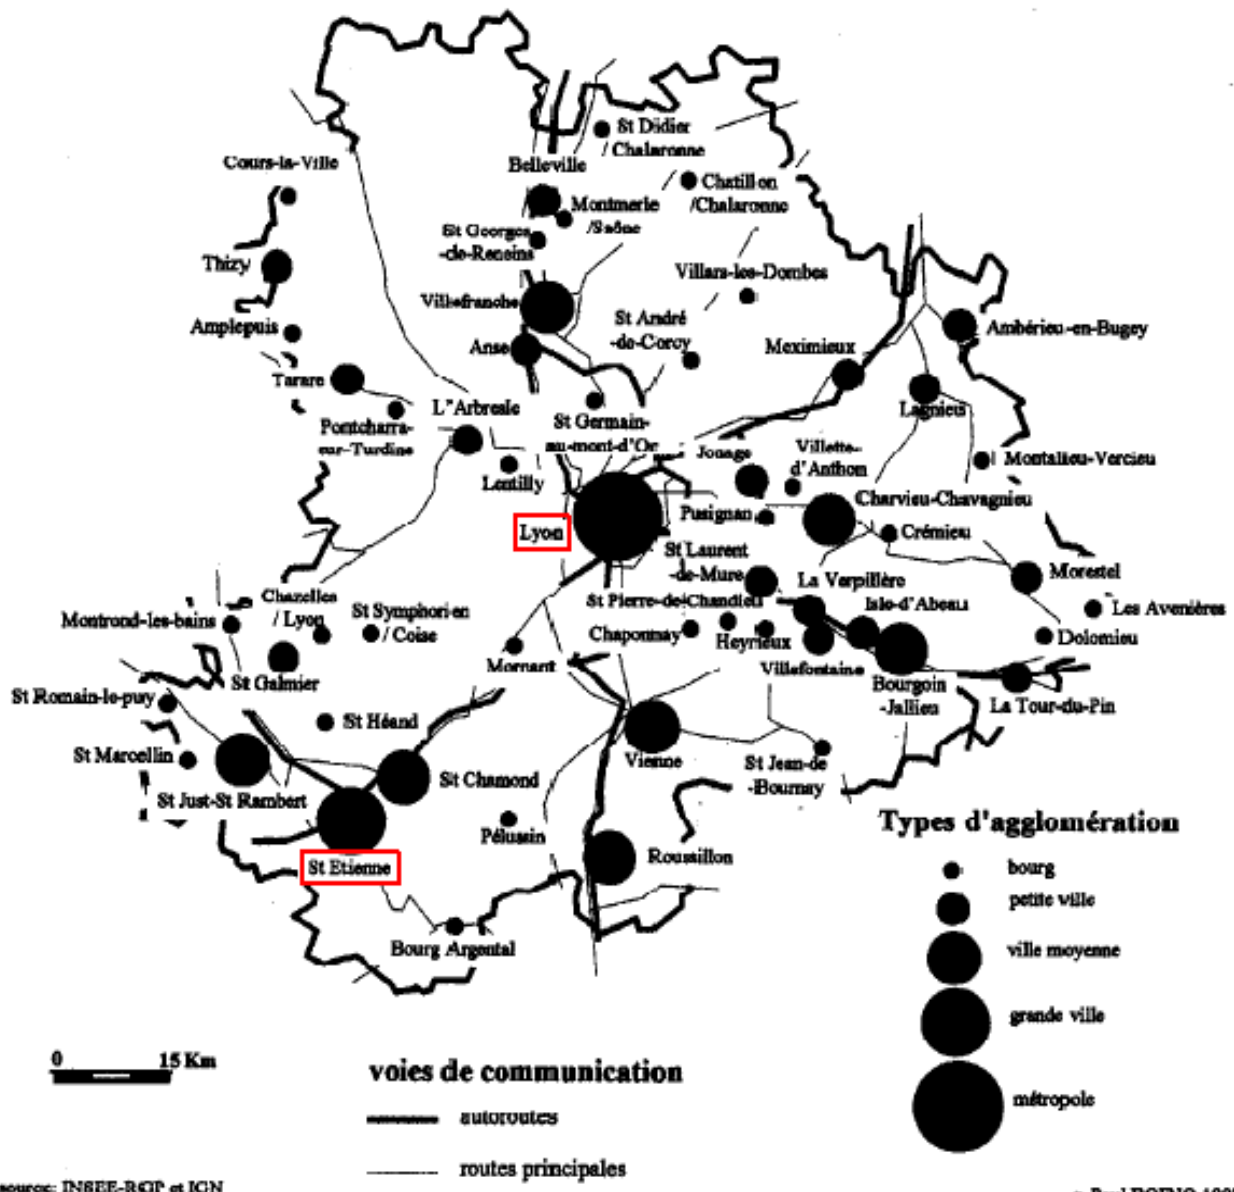 St Didier
/Chalaronne
Belleville
Cours-la-Ville
Chatillon
/Chalaronne
Montmerle
/Saône
St Georges
-de-Reneins
Thizy
Villars-les-Dombes
Villefranche
St André
-de-Corcy
Amplepuis
Ambérieu-en-Bugey
Anse
Meximieux
Tarare
L"Arbresle
Lagnieu
Pontcharra-
sur-Turdine
St Germain-
au-mont-d'Or
Jonage
Villette-
d'Anthon
Montalieu-Vercieu
Lentilly
Charvieu-Chavagnieu
Pusignan
Lyon
Crémieu
St Laurent
-de-Mure
La Verpillère
Morestel
Chazelles
/ Lyon
St Symphorien
/ Coise
St Pierre-de-Chandieu
Isle-d'Abeau
Les Avenières
Montrond-les-bains
Chaponnay
Heyrieux
Dolomieu
Mornant
Villefontaine
St Galmier
Bourgoin
-Jallieu
St Romain-le-puy
La Tour-du-Pin
St Héand
St Marcellin
Vienne
St Jean-de
-Bournay
St Chamond
St Just-St Rambert
Pélussin
Roussillon
St Etienne
Bourg Argental
Types d'agglomération
bourg
petite ville
ville moyenne
grande ville
métropole
0 15 Km
voies de communication
autoroutes
routes principales
source: INSEE-RGP et IGN